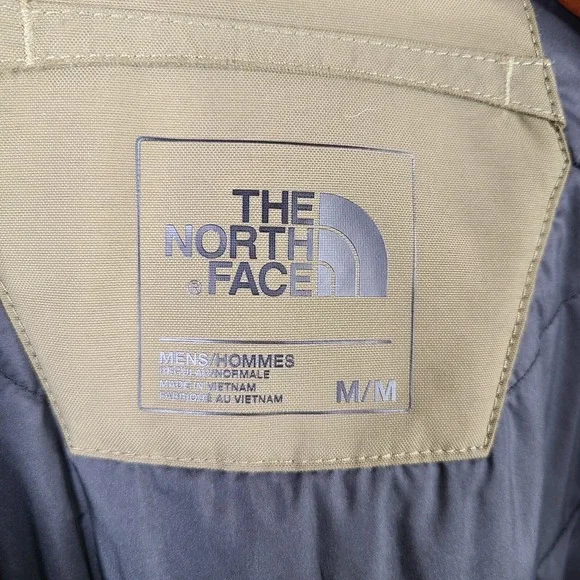 THE
NORTH
® FACE
MENS/HOMMES
REGULAR/NORMALE
MADE IN VIETNAM
FABRIQUÉ AU VIETNAM
M/M